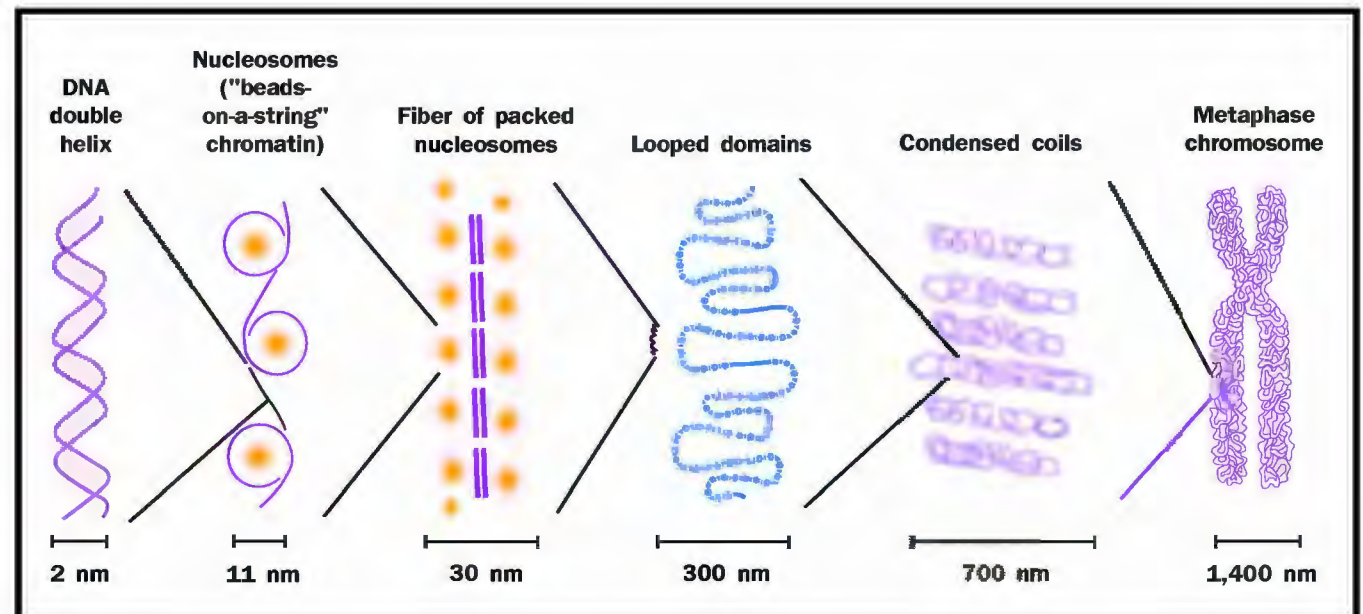 DNA
double
helix
Nucleosomes
("beads-
on-a-string"
chromatin)
Fiber of packed
nucleosomes
Looped domains
Condensed coils
Metaphase
chromosome
2 nm
11 nm
30 nm
300 nm
700 nm
1,400 nm